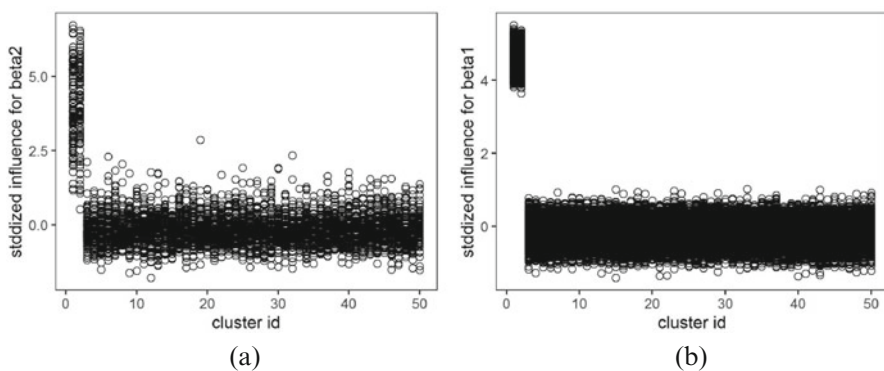 stddized influence for beta2
5.0
2.5
0.0
0 10 20 30 40 50
cluster id
(a)
stddized influence for beta1
4
2
0
0 10 20 30 40 50
cluster id
(b)